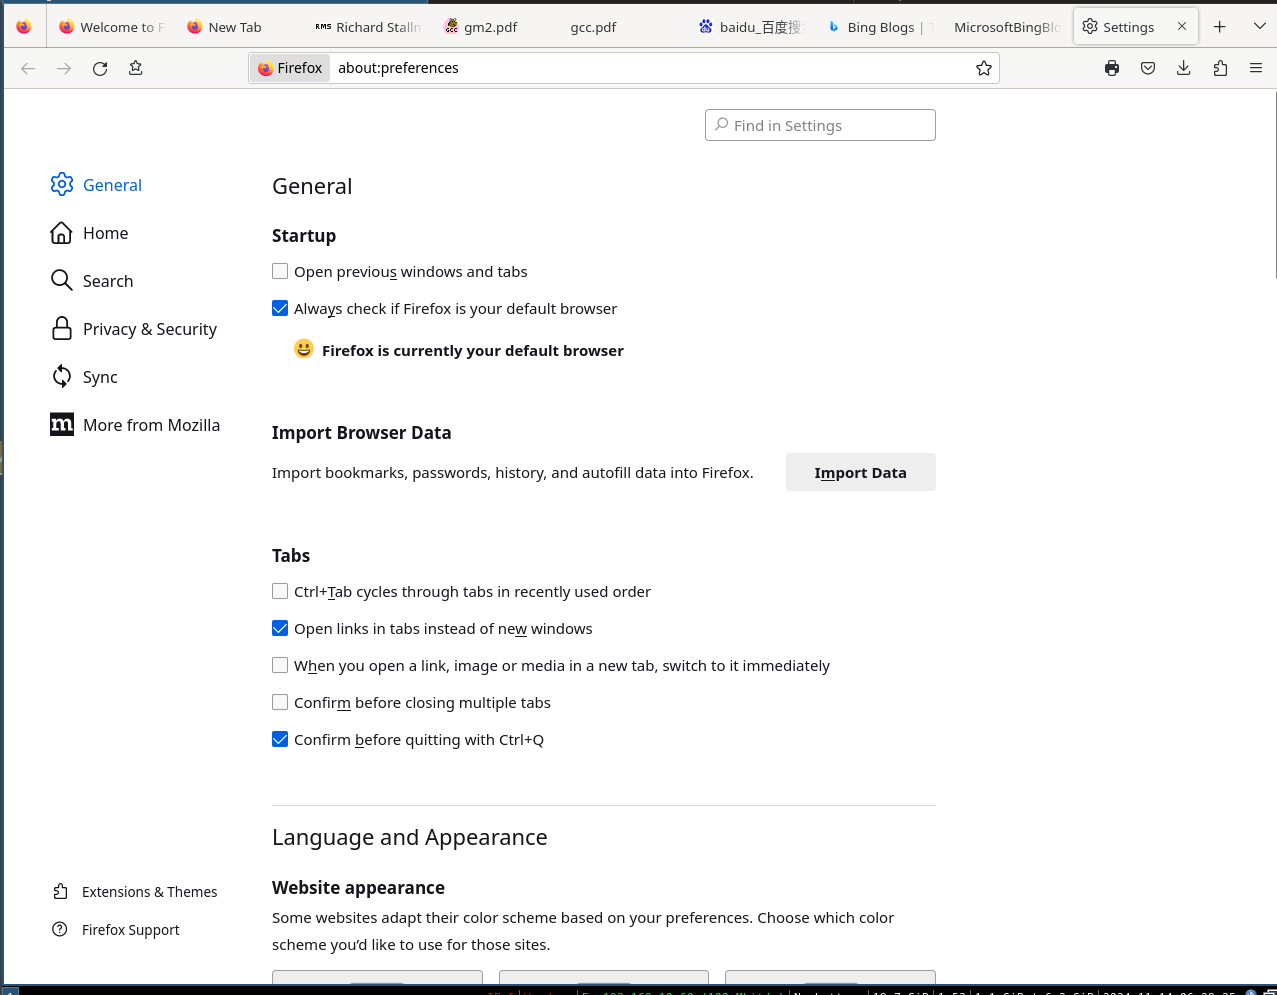 Welcome to Fi
New Tab
RMS Richard Stallm
gm2.pdf
gcc.pdf
baidu_百度搜
Bing Blogs | T
MicrosoftBingBlo
Settings
Firefox about:preferences
Find in Settings
General
Home
Search
Privacy & Security
Sync
More from Mozilla
Extensions & Themes
Firefox Support
General
Startup
Open previous windows and tabs
Always check if Firefox is your default browser
Firefox is currently your default browser
Import Browser Data
Import bookmarks, passwords, history, and autofill data into Firefox.
Import Data
Tabs
Ctrl+Tab cycles through tabs in recently used order
Open links in tabs instead of new windows
When you open a link, image or media in a new tab, switch to it immediately
Confirm before closing multiple tabs
Confirm before quitting with Ctrl+Q
Language and Appearance
Website appearance
Some websites adapt their color scheme based on your preferences. Choose which color
scheme you’d like to use for those sites.